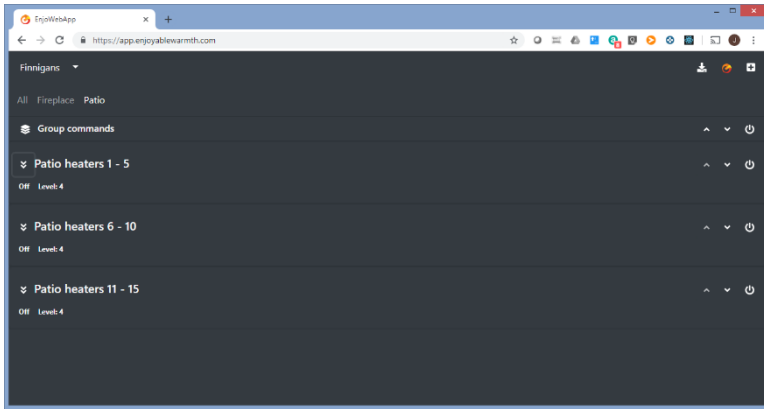 EnjoWebApp
https://app.enjoyablewarmth.com
Finnigans
All Fireplace Patio
Group commands
Patio heaters 1 - 5
Off Level: 4
Patio heaters 6 - 10
Off Level: 4
Patio heaters 11 - 15
Off Level: 4